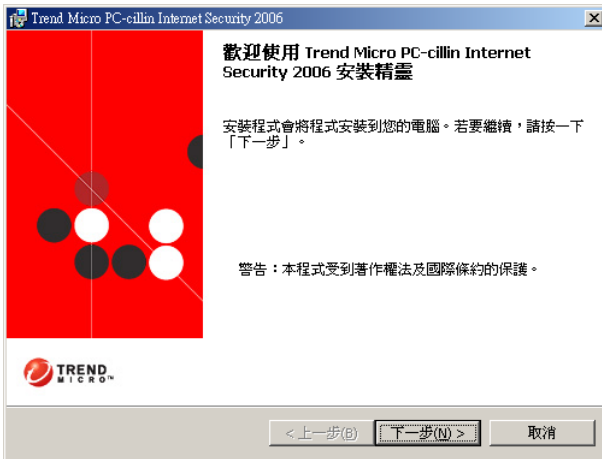 Trend Micro PC-cillin Internet Security 2006
歡迎使用 Trend Micro PC-cillin Internet
Security 2006 安裝精靈
安裝程式會將程式安裝到您的電腦。若要繼續，請按一下
「下一步」。
警告：本程式受到著作權法及國際條約的保護。
TREND
MICRO™
< 上一步(B)
下一步(N) >
取消